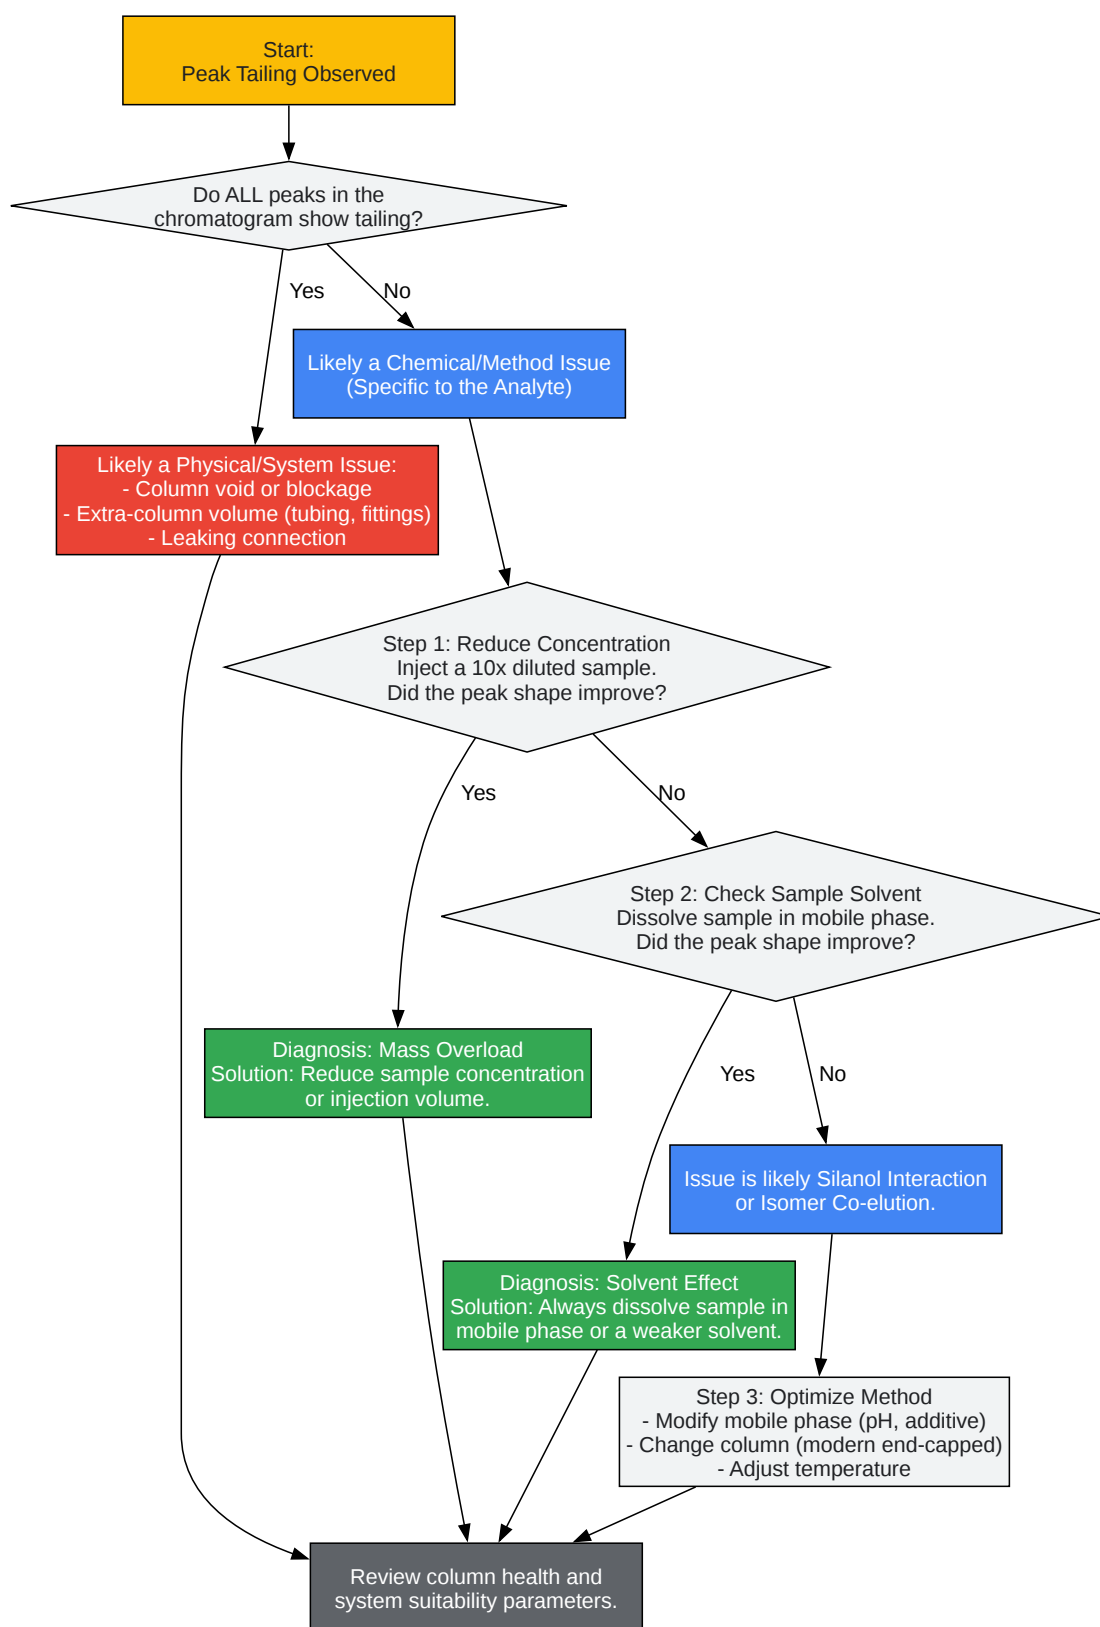 Start:
Peak Tailing Observed
Do ALL peaks in the
chromatogram show tailing?
Yes
No
Likely a Chemical/Method Issue
(Specific to the Analyte)
Likely a Physical/System Issue:
- Column void or blockage
- Extra-column volume (tubing, fittings)
- Leaking connection
Step 1: Reduce Concentration
Inject a 10x diluted sample.
Did the peak shape improve?
Yes
No
Step 2: Check Sample Solvent
Dissolve sample in mobile phase.
Did the peak shape improve?
Diagnosis: Mass Overload
Solution: Reduce sample concentration
or injection volume.
Yes
No
Issue is likely Silanol Interaction
or Isomer Co-elution.
Diagnosis: Solvent Effect
Solution: Always dissolve sample in
mobile phase or a weaker solvent.
Step 3: Optimize Method
- Modify mobile phase (pH, additive)
- Change column (modern end-capped)
- Adjust temperature
Review column health and
system suitability parameters.